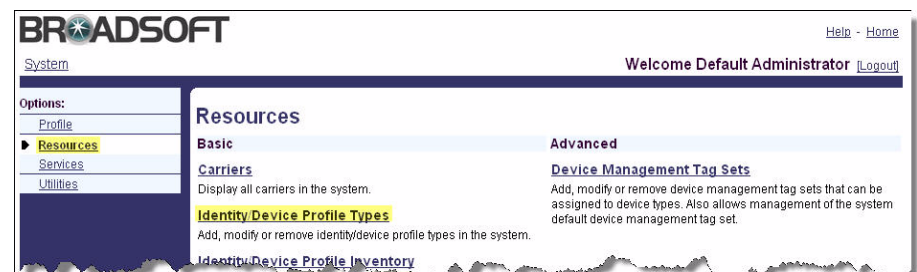 BROADSOFT
Help - Home
System
Welcome Default Administrator [Logout]
Options:
Profile
Resources
Services
Utilities
Resources
Basic
Carriers
Display all carriers in the system.
Identity/Device Profile Types
Add, modify or remove identity/device profile types in the system.
Identity/Device Profile Inventory
Advanced
Device Management Tag Sets
Add, modify or remove device management tag sets that can be
assigned to device types. Also allows management of the system
default device management tag set.